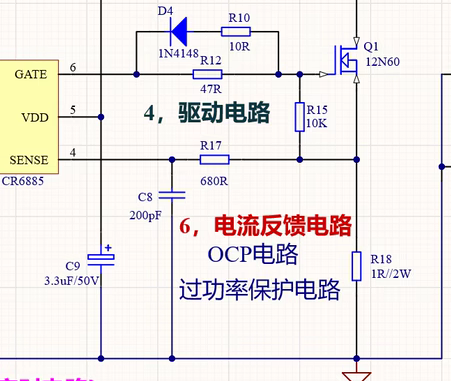 D4
R10
1N4148
10R
Q1
12N60
GATE
6
R12
47R
R15
10K
4，驱动电路
VDD
5
SENSE
4
R17
680R
CR6885
C8
200pF
6，电流反馈电路
OCP电路
过功率保护电路
C9
+
3.3uF/50V
R18
1R//2W